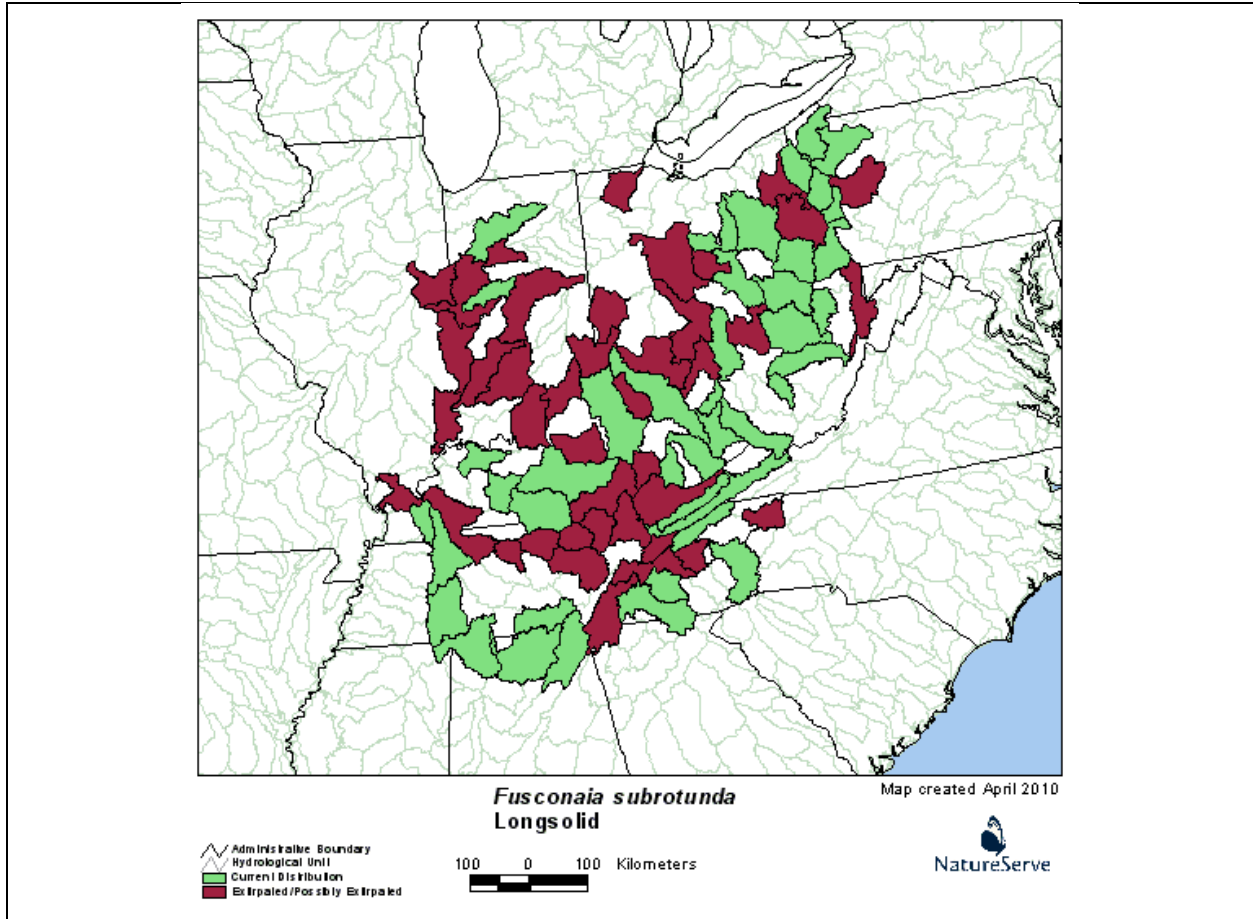 Fusconaia subrotunda
Longsolid
Map created April 2010
Administrative Boundary
Hydrological Unit
Current Distribution
Extirpated/Possibly Extirpated
100 0 100 Kilometers
NatureServe